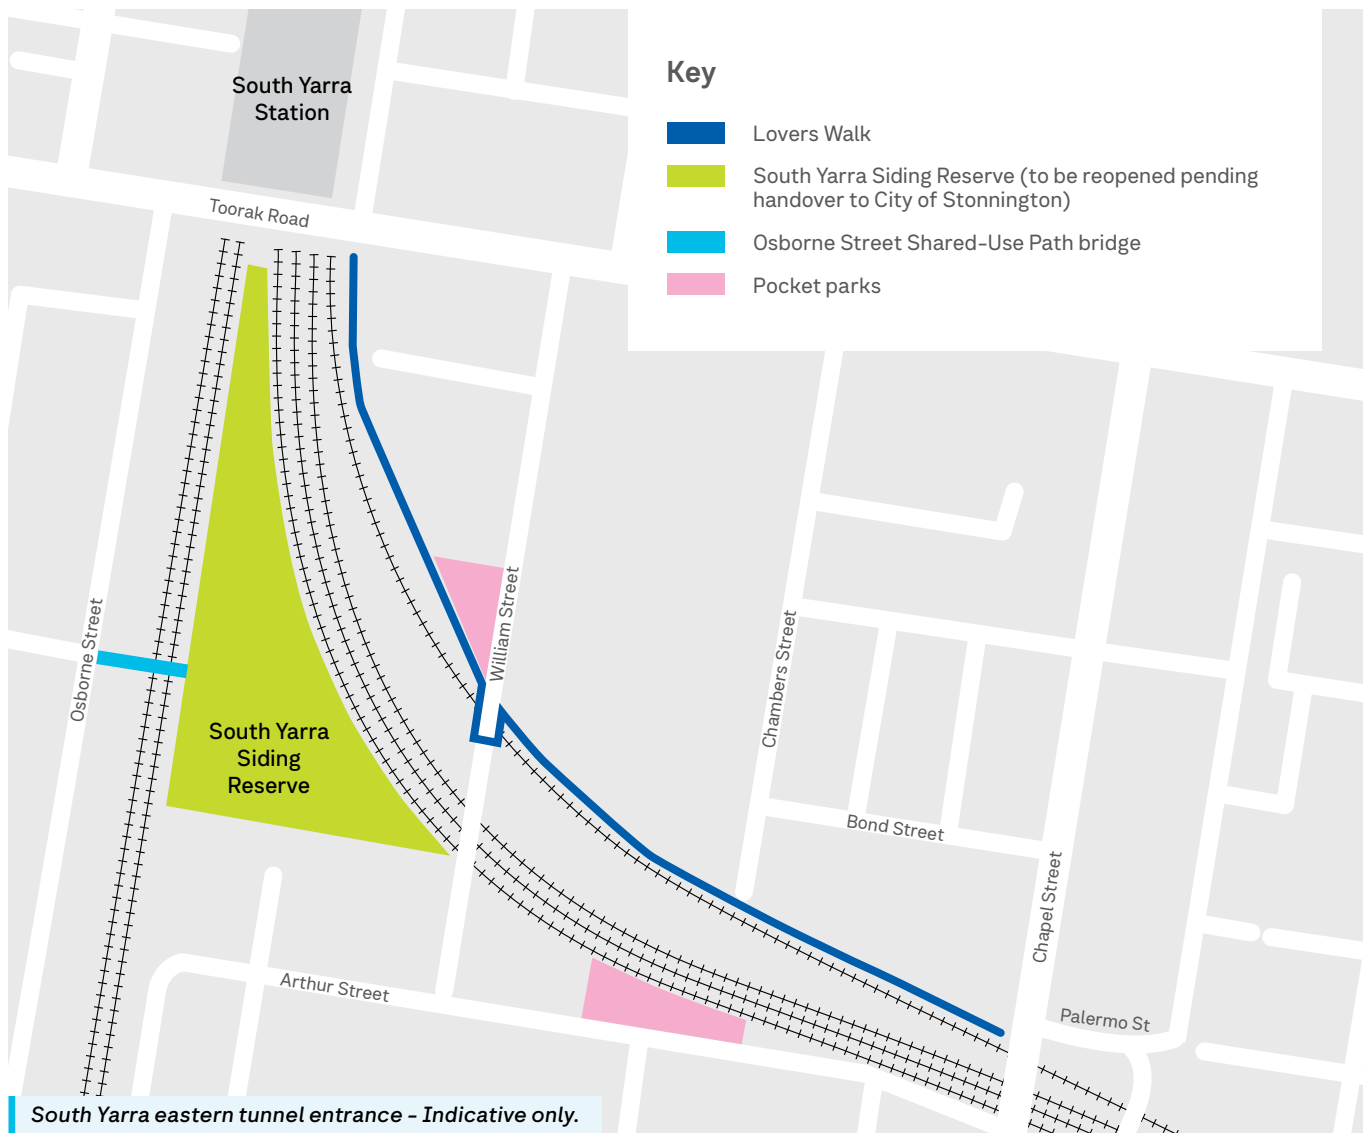 South Yarra
Station
Key
Lovers Walk
South Yarra Siding Reserve (to be reopened pending
handover to City of Stonnington)
Osborne Street Shared-Use Path bridge
Pocket parks
Toorak Road
William Street
Osborne Street
Chambers Street
South Yarra
Siding
Reserve
Bond Street
Chapel Street
Arthur Street
Palermo St
South Yarra eastern tunnel entrance - Indicative only.